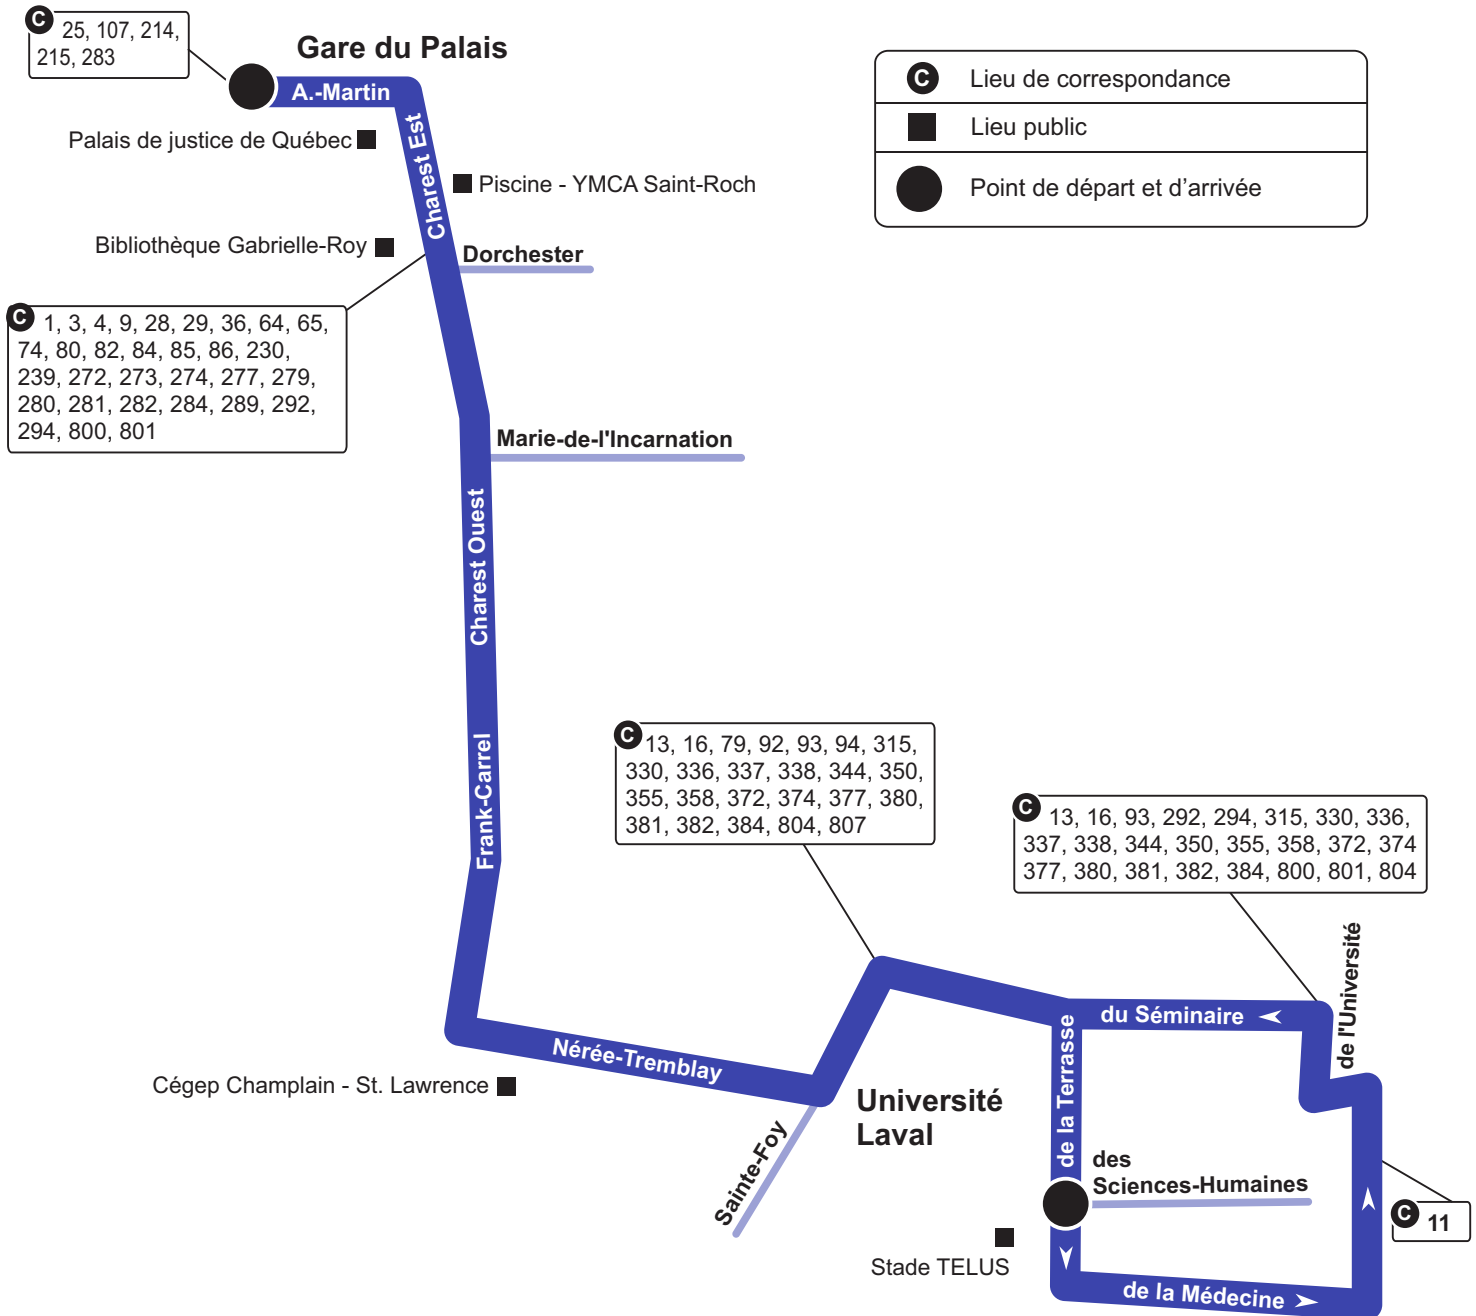 C 25, 107, 214,
215, 283
Gare du Palais
A.-Martin
Palais de justice de Québec
Charest Est
Piscine - YMCA Saint-Roch
Bibliothèque Gabrielle-Roy
Dorchester
C Lieu de correspondance
Lieu public
Point de départ et d'arrivée
C 1, 3, 4, 9, 28, 29, 36, 64, 65,
74, 80, 82, 84, 85, 86, 230,
239, 272, 273, 274, 277, 279,
280, 281, 282, 284, 289, 292,
294, 800, 801
Marie-de-l'Incarnation
Charest Ouest
Frank-Carrel
C 13, 16, 79, 92, 93, 94, 315,
330, 336, 337, 338, 344, 350,
355, 358, 372, 374, 377, 380,
381, 382, 384, 804, 807
C 13, 16, 93, 292, 294, 315, 330, 336,
337, 338, 344, 350, 355, 358, 372, 374
377, 380, 381, 382, 384, 800, 801, 804
de l'Université
du Séminaire
Nérée-Tremblay
Cégep Champlain - St. Lawrence
Université
Laval
de la Terrasse
Sainte-Foy
des
Sciences-Humaines
C 11
Stade TELUS
de la Médecine